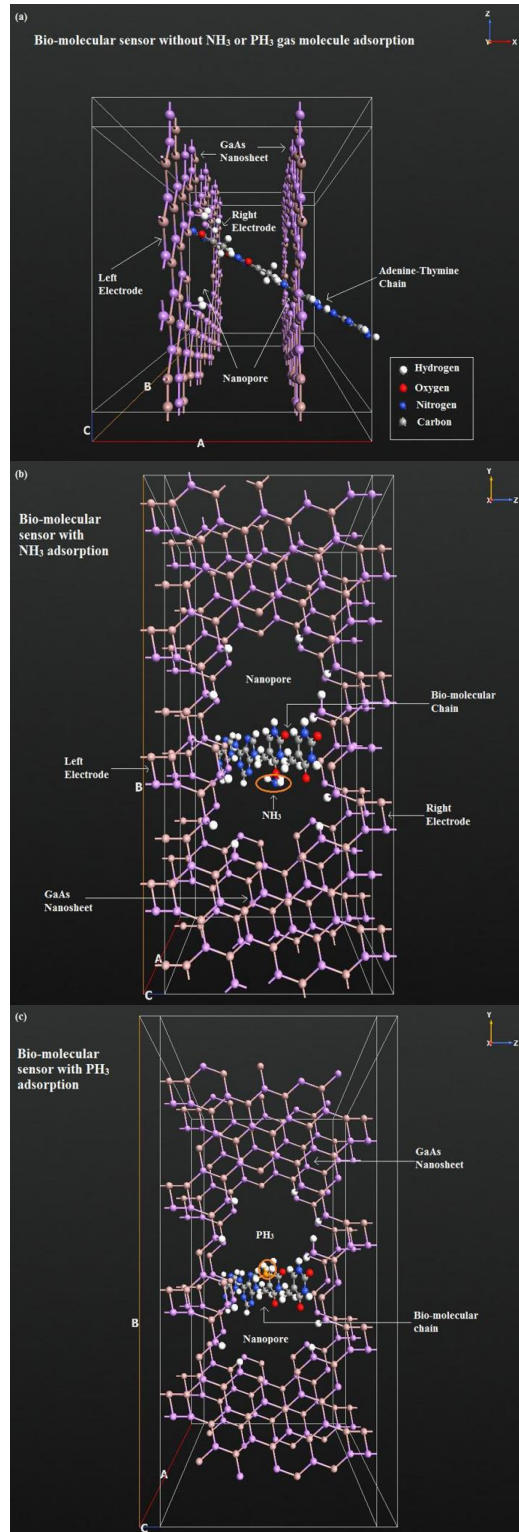 (a)
Bio-molecular sensor without NH₃ or PH₃ gas molecule adsorption
Z
Y
X
GaAs
Nanosheet
Right
Electrode
Left
Electrode
Adenine-Thymine
Chain
Nanopore
B
C
A
Hydrogen
Oxygen
Nitrogen
Carbon
(b)
Bio-molecular
sensor with
NH₃ adsorption
Y
X
Z
Nanopore
Bio-molecular
Chain
Left
Electrode
B
NH₃
Right
Electrode
GaAs
Nanosheet
A
C
(c)
Bio-molecular
sensor with PH₃
adsorption
Y
X
Z
GaAs
Nanosheet
PH₃
B
Bio-molecular
chain
Nanopore
A
C